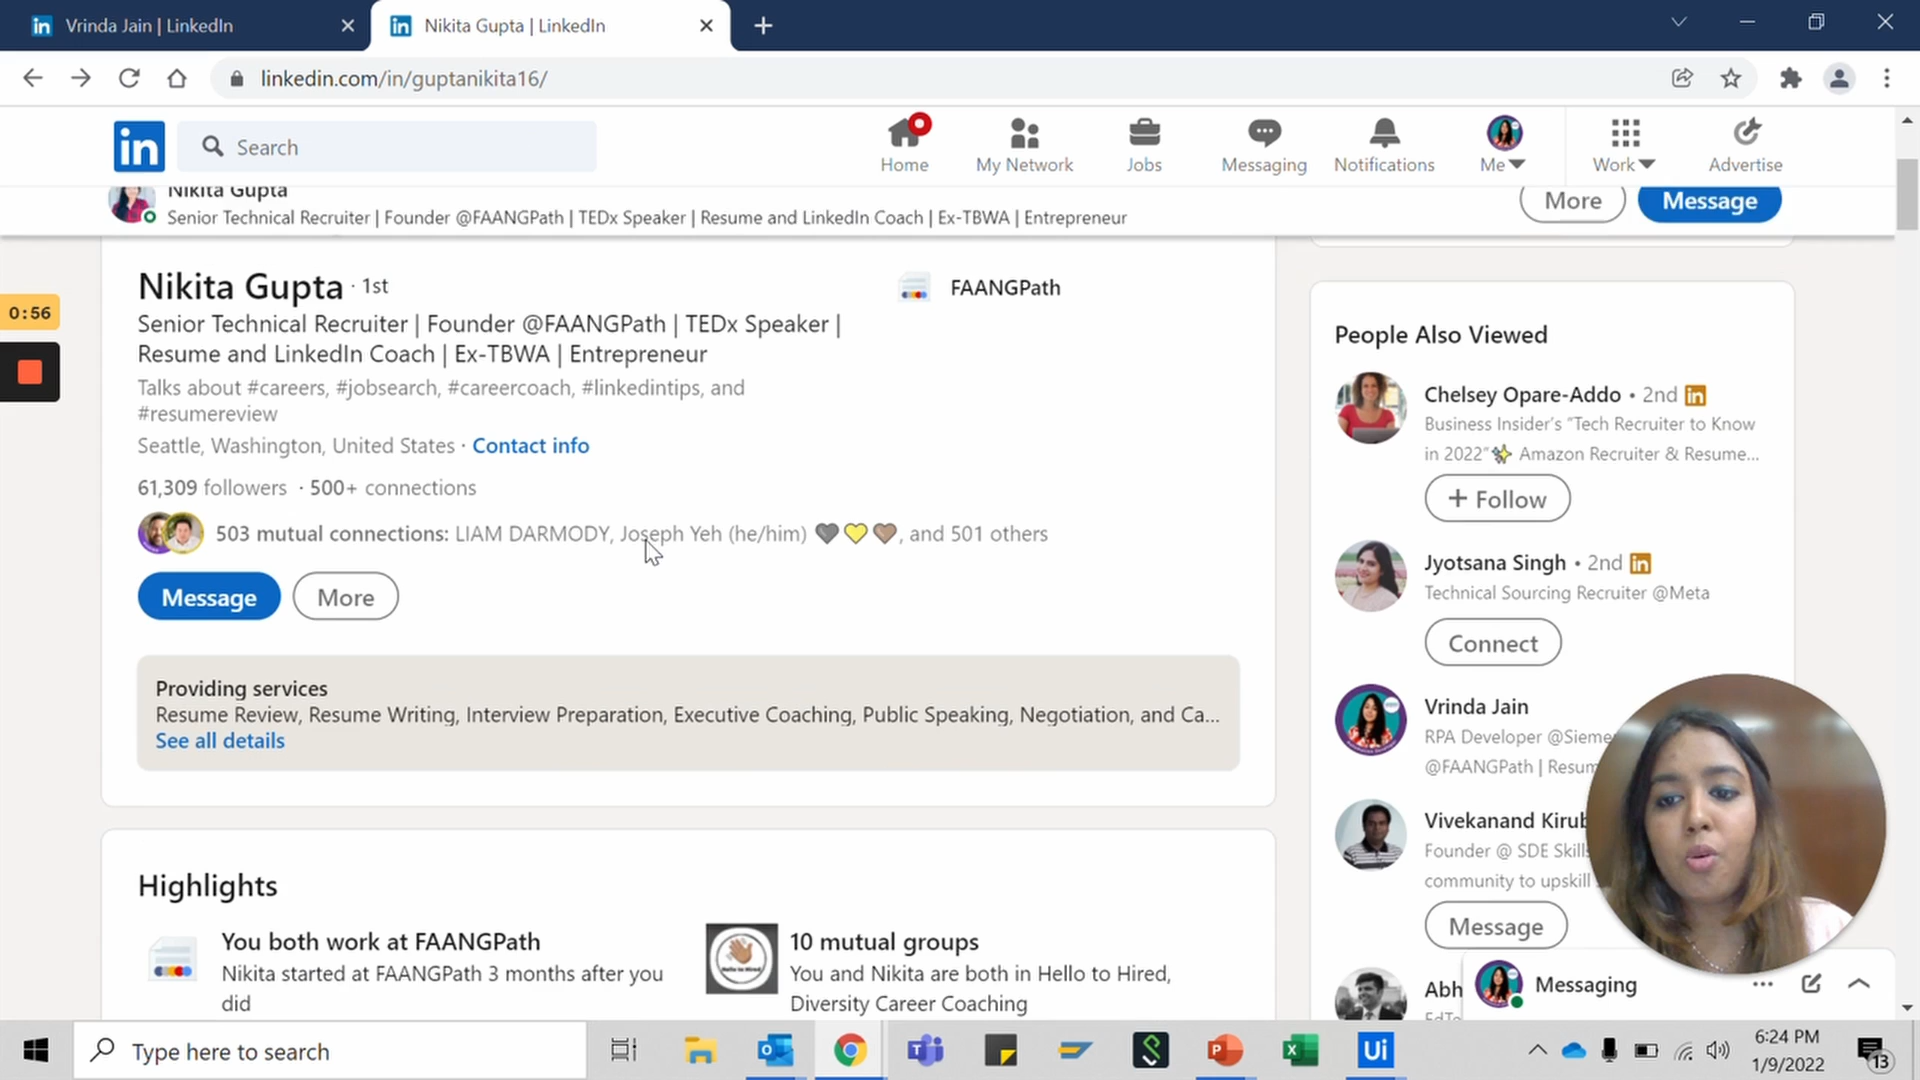 Vrinda Jain | LinkedIn
Nikita Gupta | LinkedIn
linkedin.com/in/guptanikita16/
in
Search
Home
My Network
Jobs
Messaging
Notifications
Me
Work
Advertise
Nikita Gupta
Senior Technical Recruiter | Founder @FAANGPath | TEDx Speaker | Resume and LinkedIn Coach | Ex-TBWA | Entrepreneur
More
Message
0:56
Nikita Gupta · 1st
FAANGPath
Senior Technical Recruiter | Founder @FAANGPath | TEDx Speaker |
Resume and LinkedIn Coach | Ex-TBWA | Entrepreneur
Talks about #careers, #jobsearch, #careercoach, #linkedintips, and
#resumereview
Seattle, Washington, United States · Contact info
61,309 followers · 500+ connections
503 mutual connections: LIAM DARMODY, Joseph Yeh (he/him) 🖤💛🤎, and 501 others
Message
More
Providing services
Resume Review, Resume Writing, Interview Preparation, Executive Coaching, Public Speaking, Negotiation, and Ca...
See all details
Highlights
You both work at FAANGPath
Nikita started at FAANGPath 3 months after you
did
10 mutual groups
You and Nikita are both in Hello to Hired,
Diversity Career Coaching
People Also Viewed
Chelsey Opare-Addo • 2nd in
Business Insider's "Tech Recruiter to Know
in 2022"✨ Amazon Recruiter & Resume...
+ Follow
Jyotsana Singh • 2nd in
Technical Sourcing Recruiter @Meta
Connect
Vrinda Jain
RPA Developer @Sieme
@FAANGPath | Resum
Vivekanand Kirub
Founder @ SDE Skills
community to upskill
Message
Abh
Messaging
Type here to search
Ui
6:24 PM
1/9/2022
13